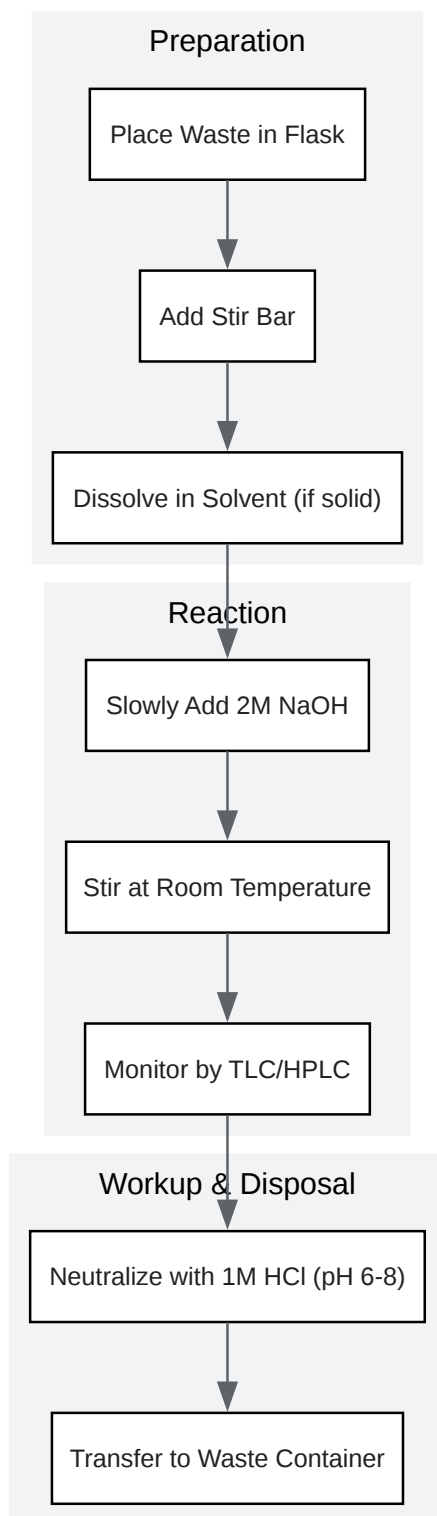 Preparation
Place Waste in Flask
Add Stir Bar
Dissolve in Solvent (if solid)
Reaction
Slowly Add 2M NaOH
Stir at Room Temperature
Monitor by TLC/HPLC
Workup & Disposal
Neutralize with 1M HCl (pH 6-8)
Transfer to Waste Container